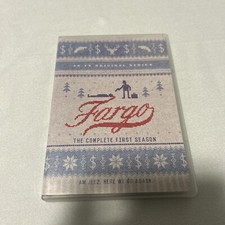 AN FX ORIGINAL SERIES
Fargo
THE COMPLETE FIRST SEASON